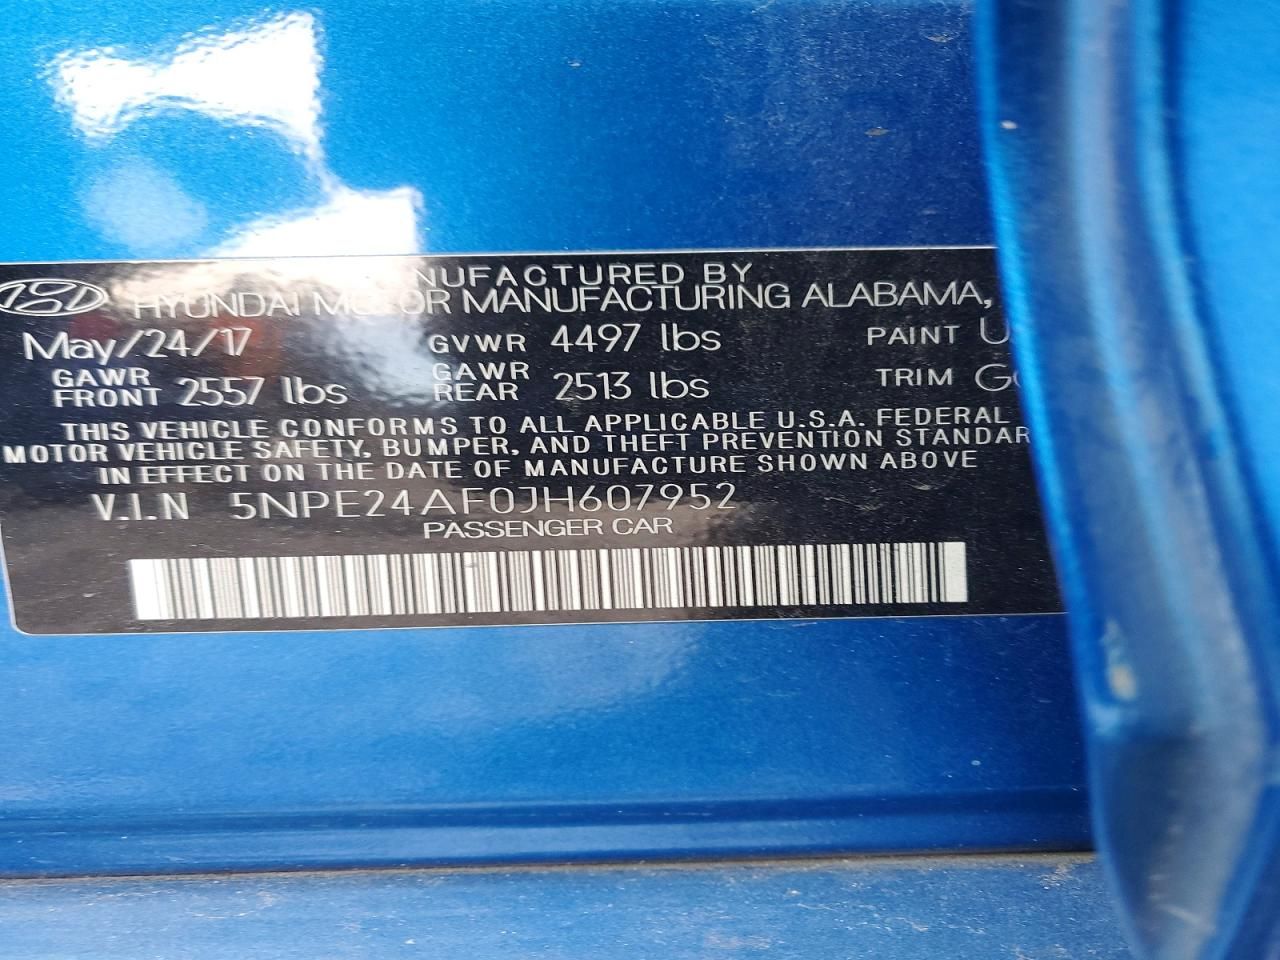 MANUFACTURED BY
HYUNDAI MOTOR MANUFACTURING ALABAMA,
May/24/17 GVWR 4497 lbs PAINT
GAWR FRONT 2557 lbs GAWR REAR 2513 lbs TRIM
THIS VEHICLE CONFORMS TO ALL APPLICABLE U.S.A. FEDERAL
MOTOR VEHICLE SAFETY, BUMPER, AND THEFT PREVENTION STANDAR
IN EFFECT ON THE DATE OF MANUFACTURE SHOWN ABOVE
V.I.N 5NPE24AF0JH607952
PASSENGER CAR